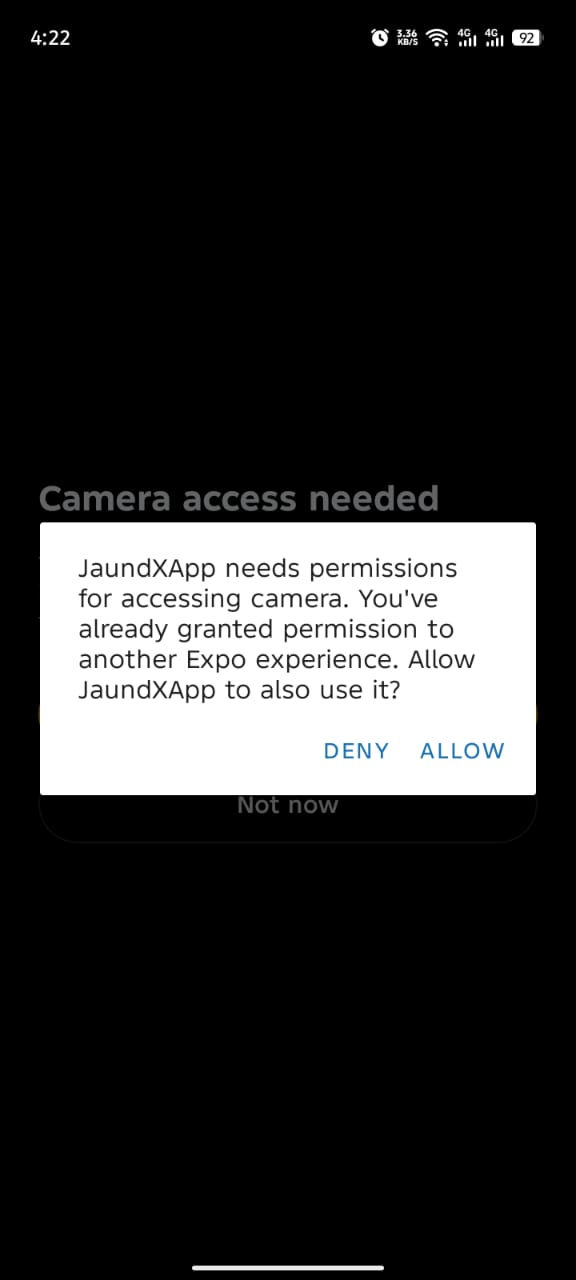 4:22
3.36
KB/S
4G
4G
92
Camera access needed
JaundXApp needs permissions
for accessing camera. You've
already granted permission to
another Expo experience. Allow
JaundXApp to also use it?
DENY ALLOW
Not now